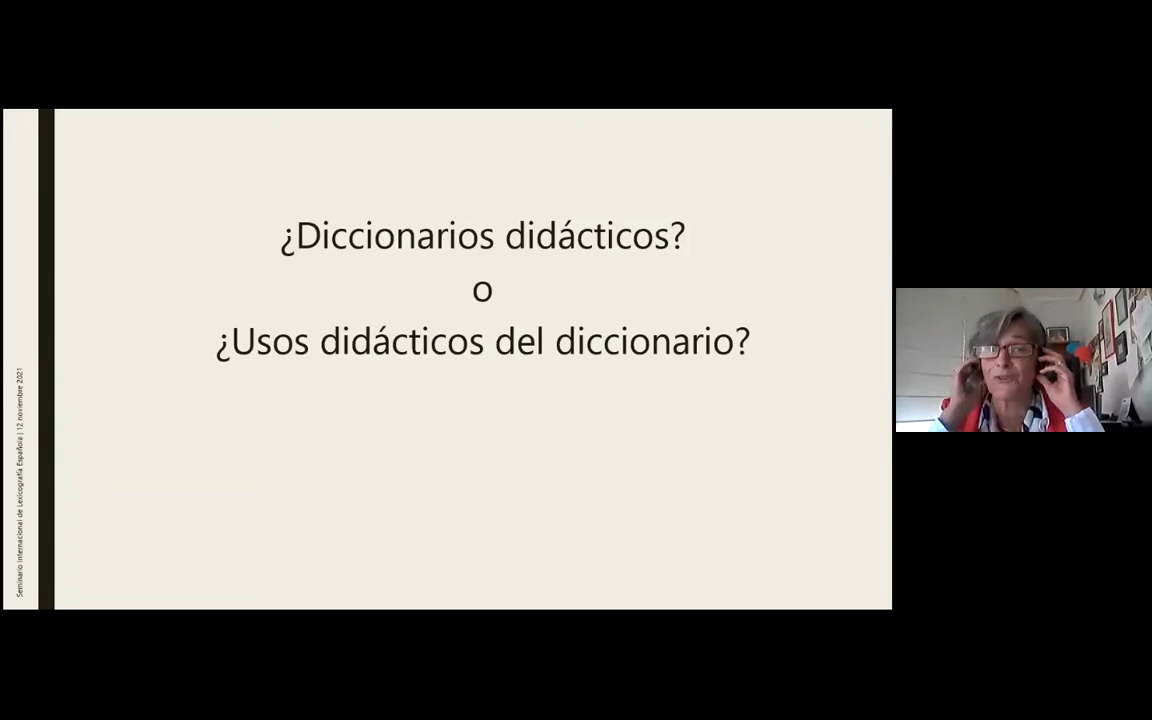 ¿Diccionarios didácticos?
o
¿Usos didácticos del diccionario?
Seminario Internacional de Lexicografía Española | 12 noviembre 2021